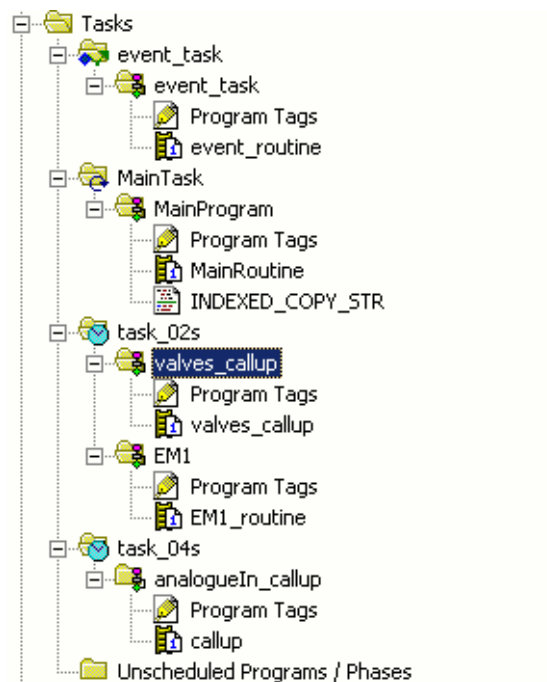 Tasks
event_task
event_task
Program Tags
event_routine
MainTask
MainProgram
Program Tags
MainRoutine
INDEXED_COPY_STR
task_02s
valves_callup
Program Tags
valves_callup
EM1
Program Tags
EM1_routine
task_04s
analogueIn_callup
Program Tags
callup
Unscheduled Programs / Phases